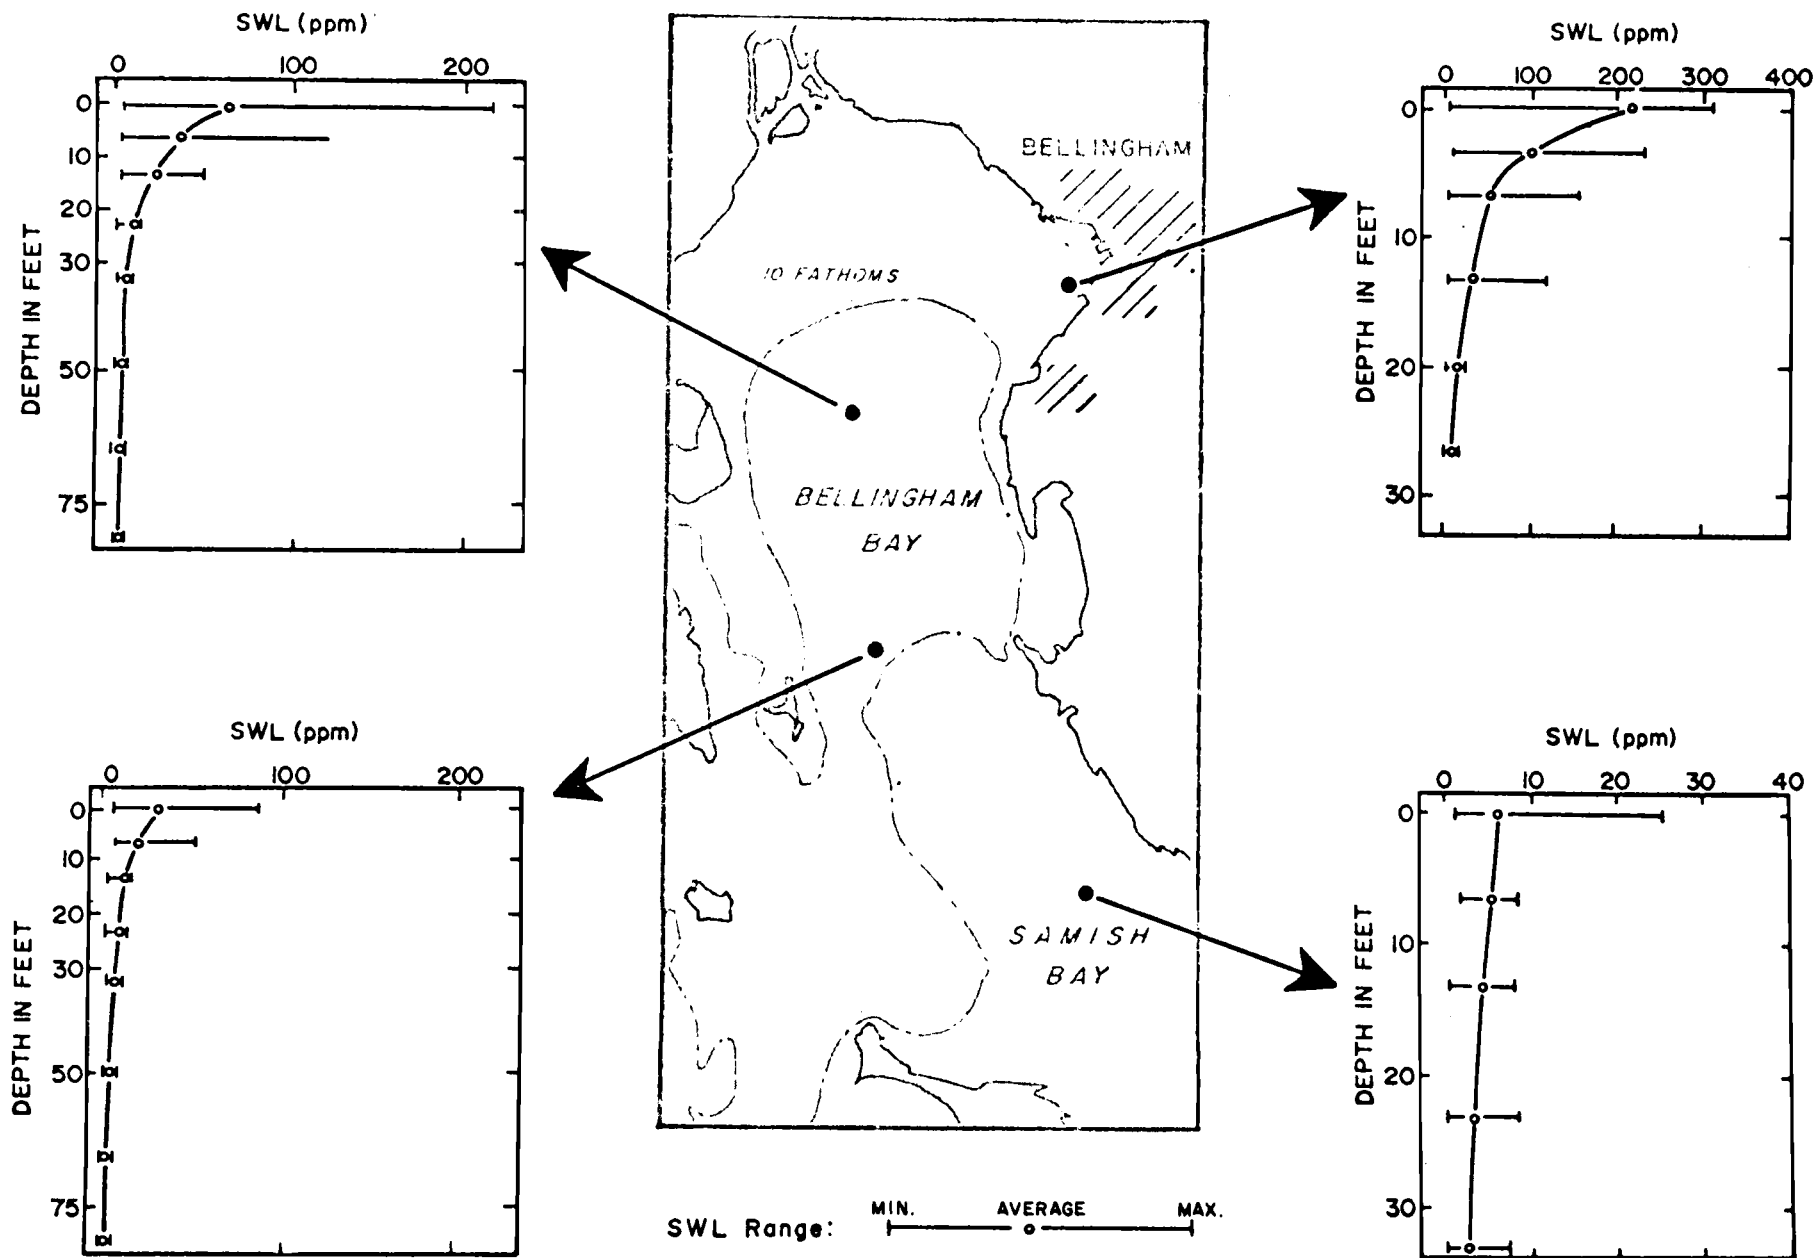 SWL (ppm)
0 100 200
0
10
20
30
50
75
DEPTH IN FEET
SWL (ppm)
0 100 200 300 400
0
10
20
30
DEPTH IN FEET
BELLINGHAM
10 FATHOMS
BELLINGHAM
BAY
SAMISH
BAY
SWL (ppm)
0 100 200
0
10
20
30
50
75
DEPTH IN FEET
SWL (ppm)
0 10 20 30 40
0
10
20
30
DEPTH IN FEET
MIN. AVERAGE MAX.
SWL Range: